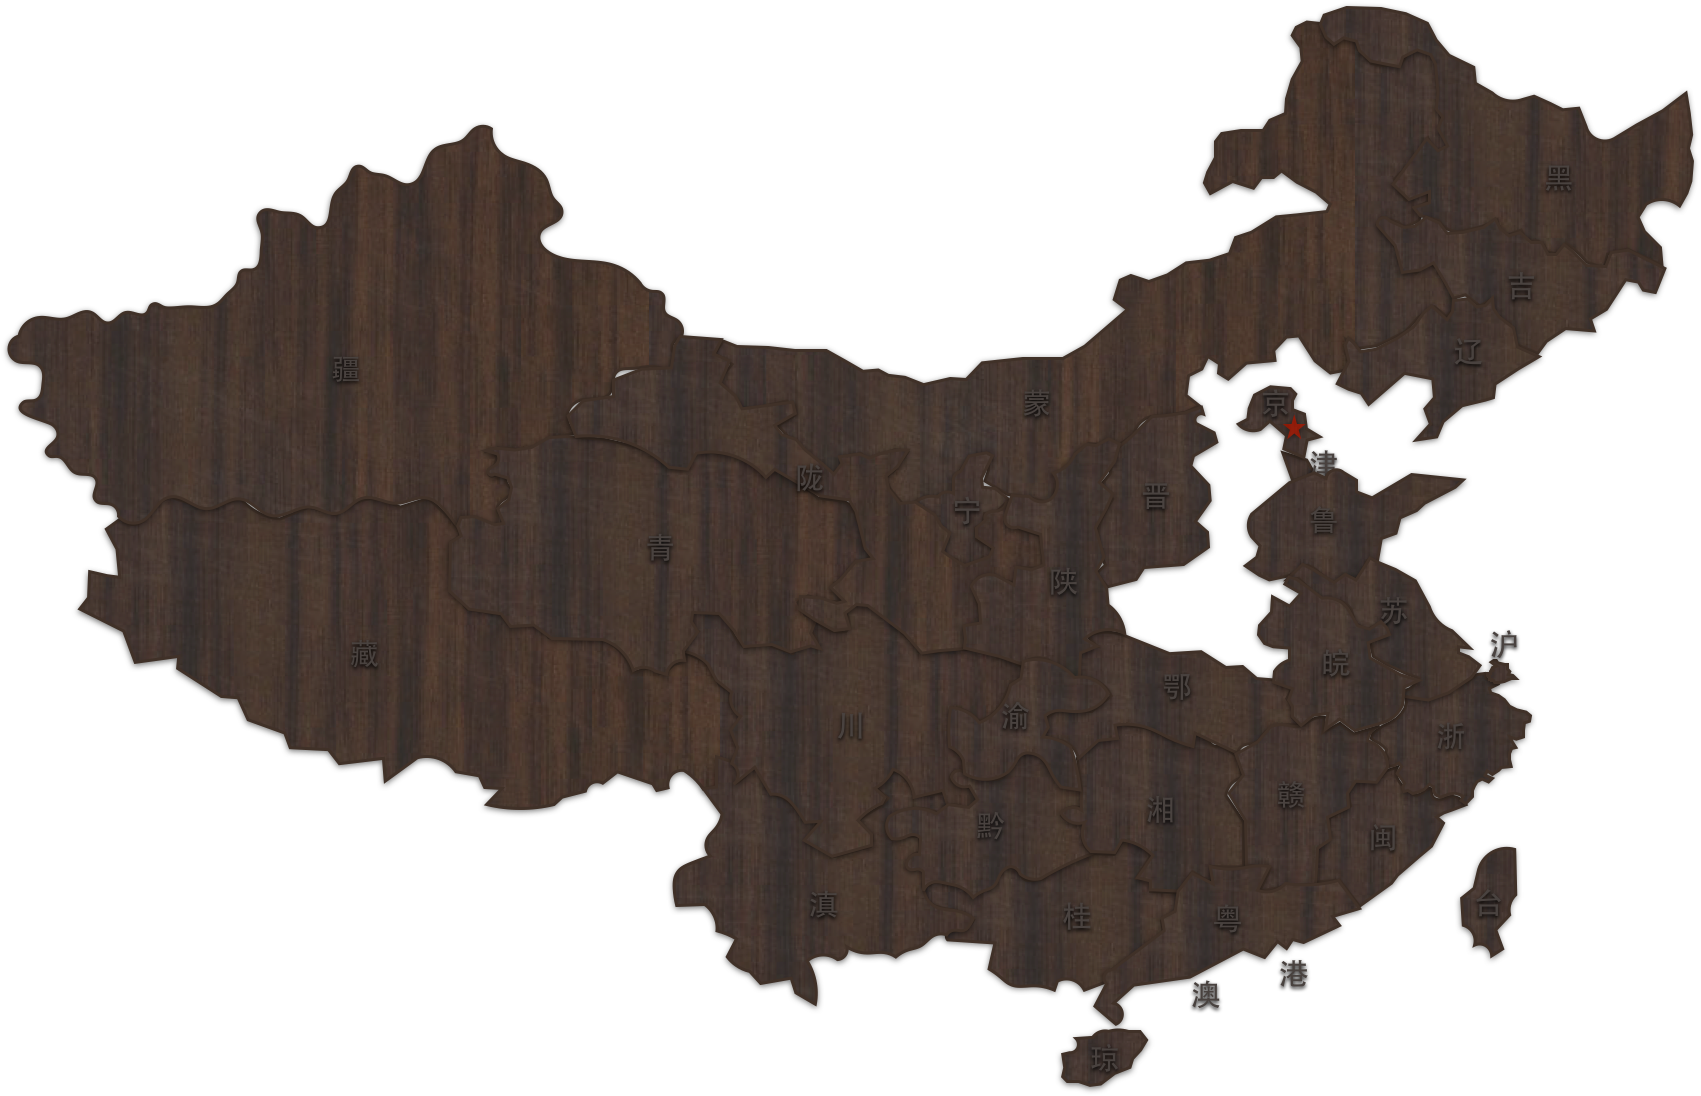 黑
吉
辽
疆
蒙
京
津
陇
晋
宁
鲁
青
陕
苏
沪
藏
皖
鄂
渝
川
浙
赣
湘
黔
闽
滇
桂
粤
台
港
澳
琼